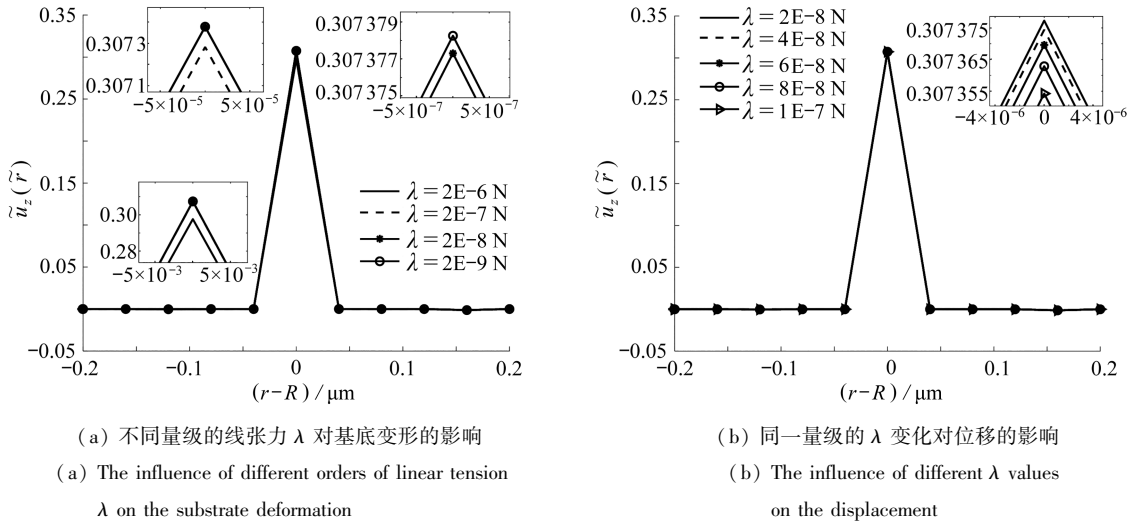 0.35
0.25
0.15
0.05
−0.05
−0.2
−0.1
0
0.1
0.2
ũz(r̃)
(r−R) / μm
0.3073
0.3071
−5×10⁻⁵
5×10⁻⁵
0.307379
0.307377
0.307375
−5×10⁻⁷
5×10⁻⁷
0.30
0.28
−5×10⁻³
5×10⁻³
λ=2E−6 N
λ=2E−7 N
λ=2E−8 N
λ=2E−9 N
(a) 不同量级的线张力 λ 对基底变形的影响
(a) The influence of different orders of linear tension
λ on the substrate deformation
0.35
0.25
0.15
0.05
−0.05
−0.2
−0.1
0
0.1
0.2
ũz(r̃)
(r−R) / μm
λ=2E−8 N
λ=4E−8 N
λ=6E−8 N
λ=8E−8 N
λ=1E−7 N
0.307375
0.307365
0.307355
−4×10⁻⁶
0
4×10⁻⁶
(b) 同一量级的 λ 变化对位移的影响
(b) The influence of different λ values
on the displacement